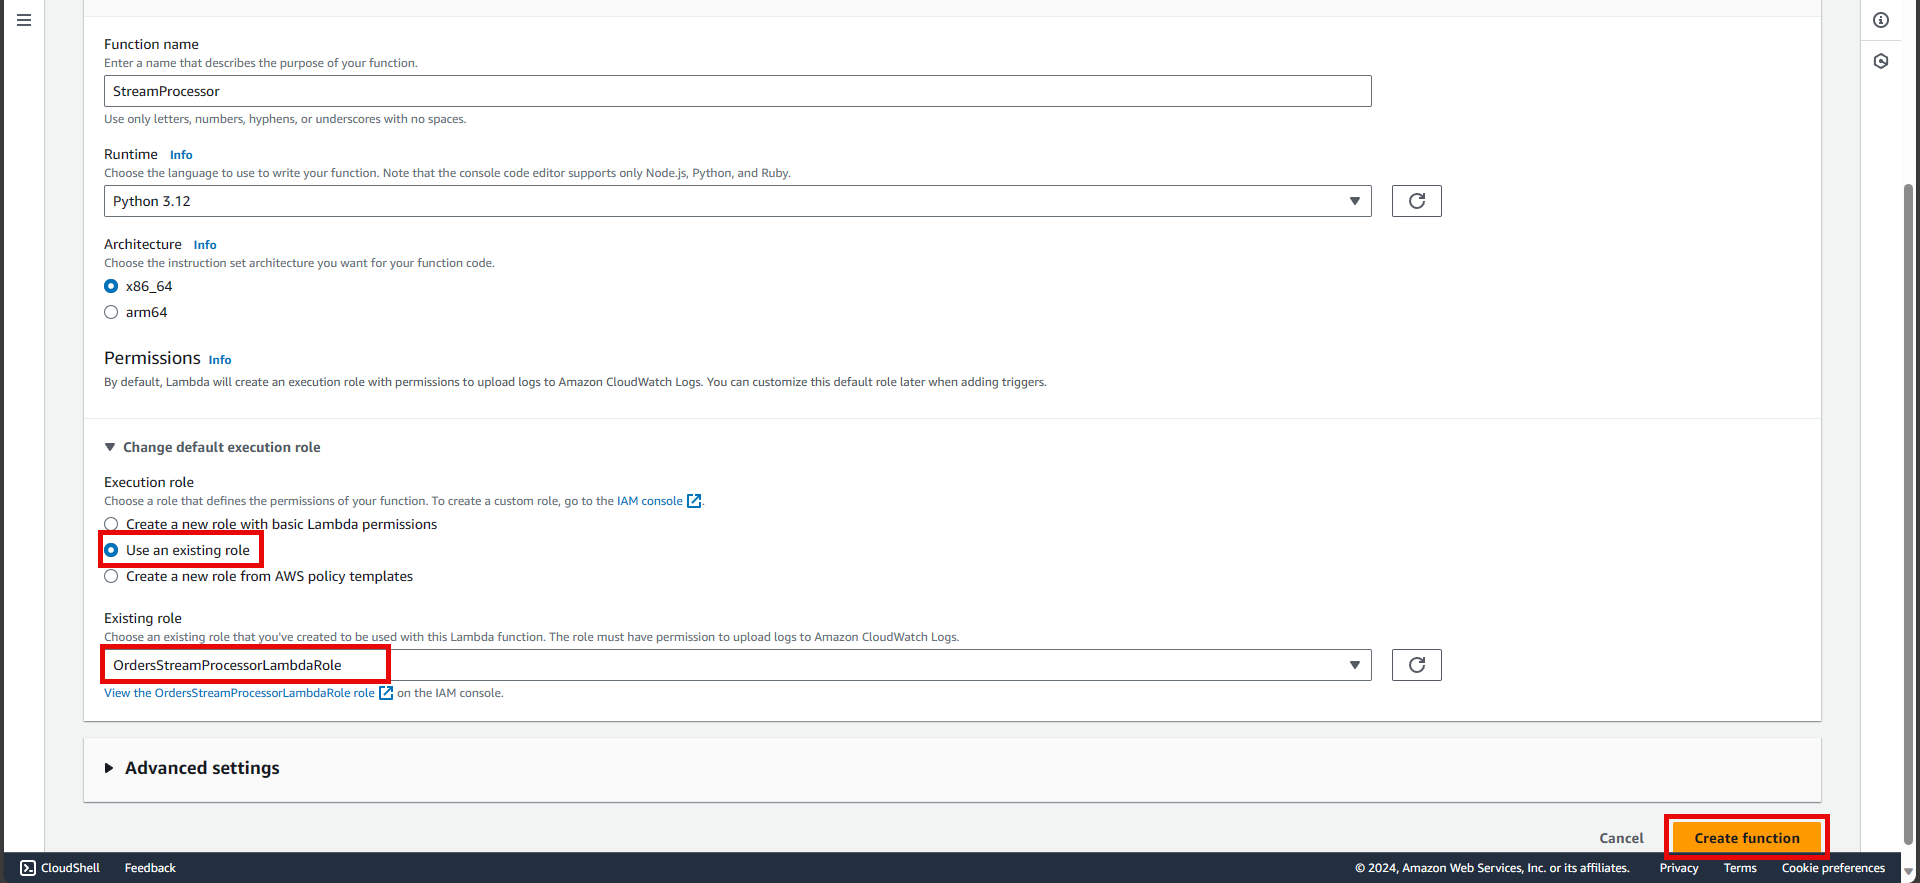 Function name
Enter a name that describes the purpose of your function.
StreamProcessor
Use only letters, numbers, hyphens, or underscores with no spaces.
Runtime Info
Choose the language to use to write your function. Note that the console code editor supports only Node.js, Python, and Ruby.
Python 3.12
Architecture Info
Choose the instruction set architecture you want for your function code.
x86_64
arm64
Permissions Info
By default, Lambda will create an execution role with permissions to upload logs to Amazon CloudWatch Logs. You can customize this default role later when adding triggers.
Change default execution role
Execution role
Choose a role that defines the permissions of your function. To create a custom role, go to the IAM console.
Create a new role with basic Lambda permissions
Use an existing role
Create a new role from AWS policy templates
Existing role
Choose an existing role that you've created to be used with this Lambda function. The role must have permission to upload logs to Amazon CloudWatch Logs.
OrdersStreamProcessorLambdaRole
View the OrdersStreamProcessorLambdaRole role on the IAM console.
Advanced settings
Cancel Create function
CloudShell Feedback © 2024, Amazon Web Services, Inc. or its affiliates. Privacy Terms Cookie preferences